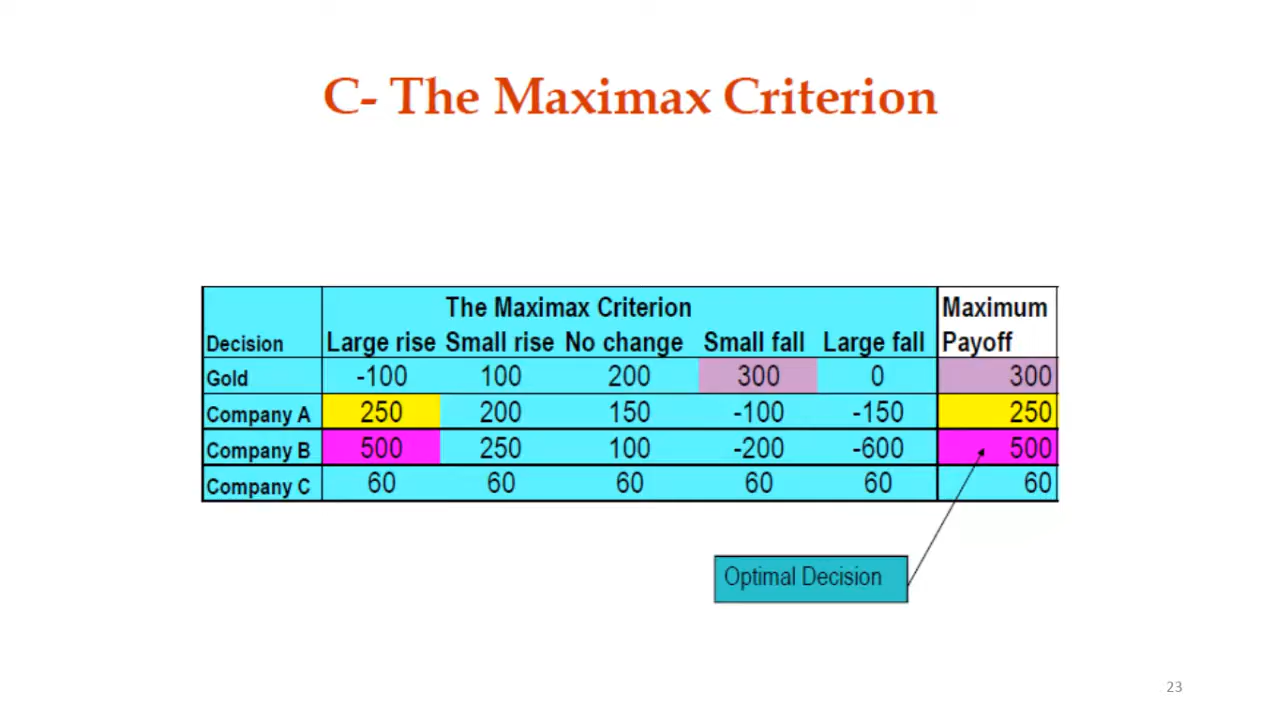 C- The Maximax Criterion
The Maximax Criterion Maximum
Decision Large rise Small rise No change Small fall Large fall Payoff
Gold -100 100 200 300 0 300
Company A 250 200 150 -100 -150 250
Company B 500 250 100 -200 -600 500
Company C 60 60 60 60 60 60
Optimal Decision
23